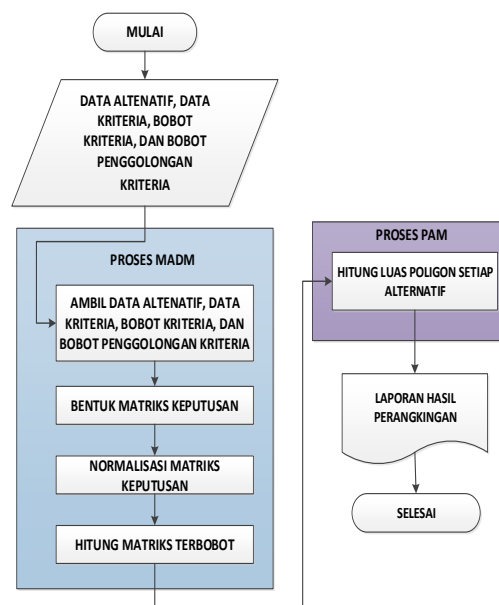 MULAI
DATA ALTENATIF, DATA
KRITERIA, BOBOT
KRITERIA, DAN BOBOT
PENGGOLONGAN
KRITERIA
PROSES MADM
AMBIL DATA ALTENATIF, DATA
KRITERIA, BOBOT KRITERIA, DAN
BOBOT PENGGOLONGAN KRITERIA
BENTUK MATRIKS KEPUTUSAN
NORMALISASI MATRIKS
KEPUTUSAN
HITUNG MATRIKS TERBOBOT
PROSES PAM
HITUNG LUAS POLIGON SETIAP
ALTERNATIF
LAPORAN HASIL
PERANGKINGAN
SELESAI